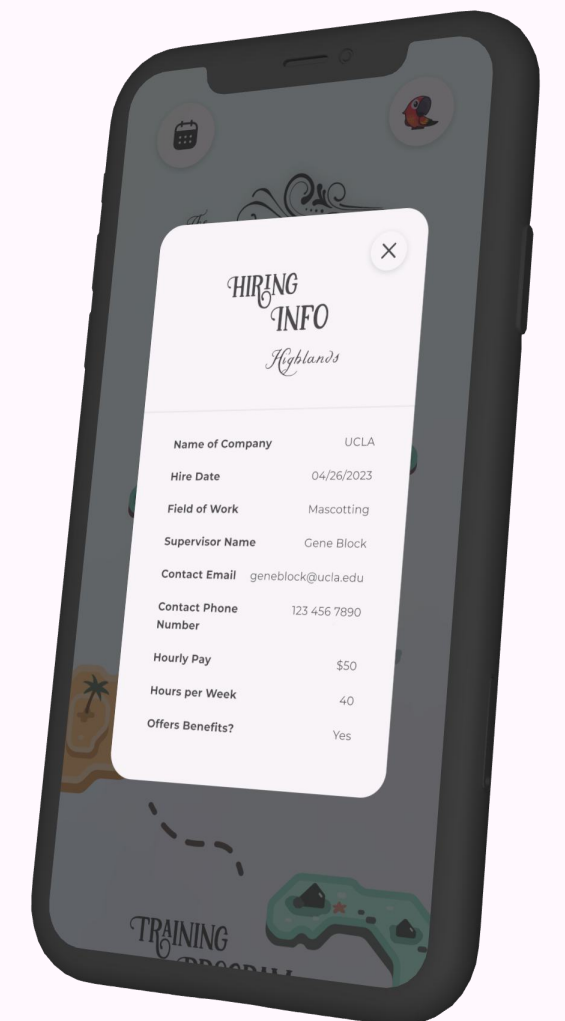 The
HIRING
INFO
Highlands
Name of Company UCLA
Hire Date 04/26/2023
Field of Work Mascotting
Supervisor Name Gene Block
Contact Email geneblock@ucla.edu
Contact Phone 123 456 7890
Number
Hourly Pay $50
Hours per Week 40
Offers Benefits? Yes
TRAINING
PROGRAM